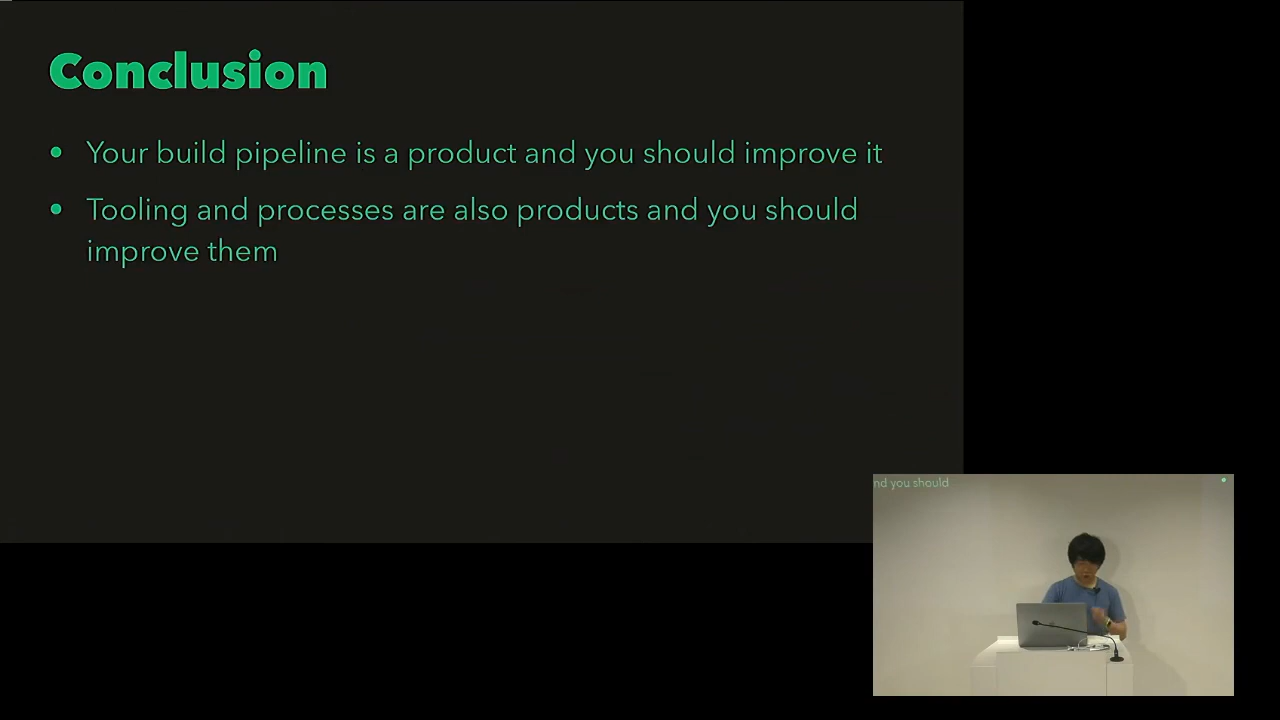 Conclusion
• Your build pipeline is a product and you should improve it
• Tooling and processes are also products and you should
improve them
nd you should